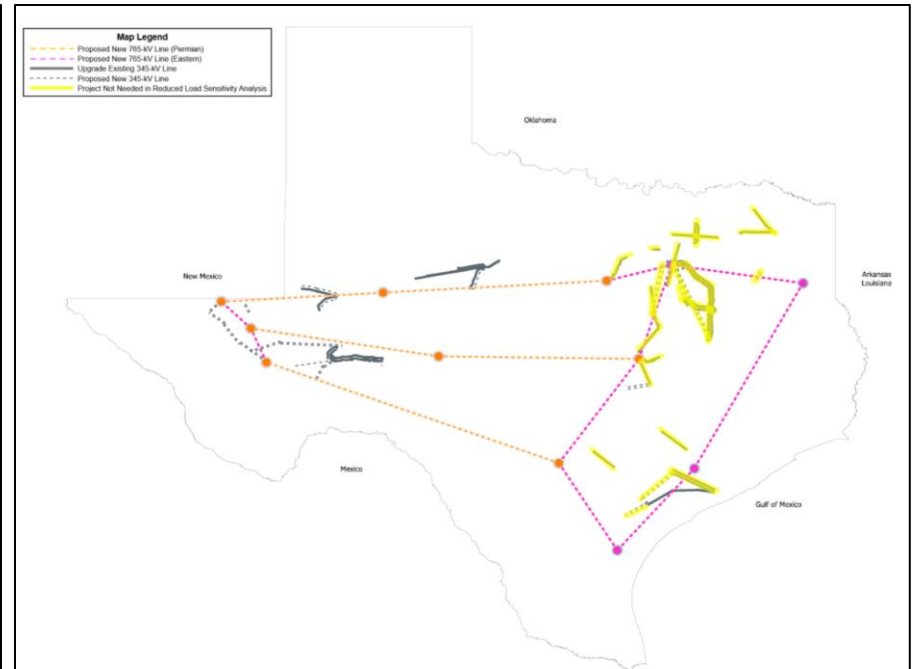 Map Legend
Proposed New 765-kV Line (Permian)
Proposed New 765-kV Line (Eastern)
Upgrade Existing 345-kV Line
Proposed New 345-kV Line
Project Not Needed in Reduced Load Sensitivity Analysis
Oklahoma
New Mexico
Arkansas
Louisiana
Mexico
Gulf of Mexico